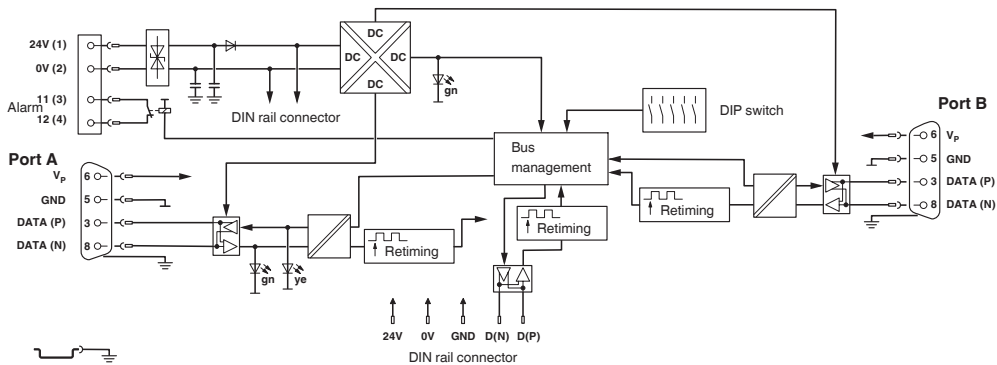 24V (1)
0V (2)
Alarm
11 (3)
12 (4)
DC
DC
DC
DC
gn
DIN rail connector
DIP switch
Bus
management
Port A
VP
6
GND
5
DATA (P)
3
DATA (N)
8
gn
ye
Retiming
Retiming
Retiming
Port B
6
VP
5
GND
3
DATA (P)
8
DATA (N)
24V
0V
GND
D(N)
D(P)
DIN rail connector